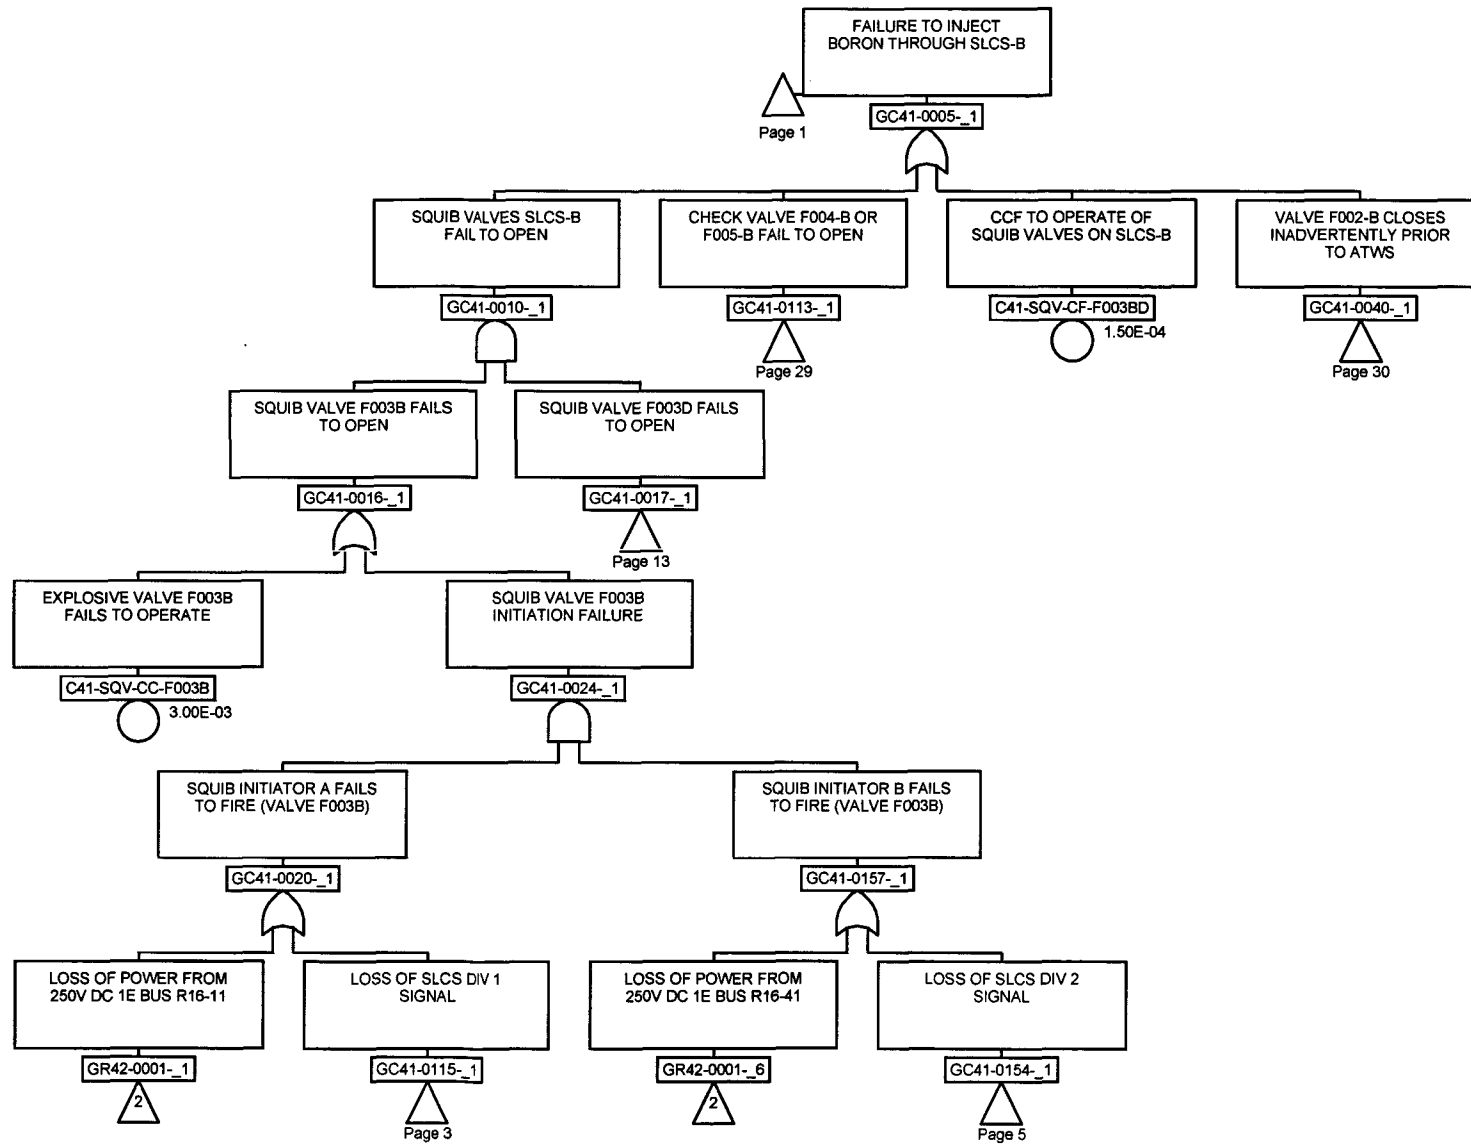 FAILURE TO INJECT
BORON THROUGH SLCS-B
Page 1
GC41-0005-_1
SQUIB VALVES SLCS-B
FAIL TO OPEN
GC41-0010-_1
CHECK VALVE F004-B OR
F005-B FAIL TO OPEN
GC41-0113-_1
Page 29
CCF TO OPERATE OF
SQUIB VALVES ON SLCS-B
C41-SQV-CF-F003BD
1.50E-04
VALVE F002-B CLOSES
INADVERTENTLY PRIOR
TO ATWS
GC41-0040-_1
Page 30
SQUIB VALVE F003B FAILS
TO OPEN
GC41-0016-_1
SQUIB VALVE F003D FAILS
TO OPEN
GC41-0017-_1
Page 13
EXPLOSIVE VALVE F003B
FAILS TO OPERATE
C41-SQV-CC-F003B
3.00E-03
SQUIB VALVE F003B
INITIATION FAILURE
GC41-0024-_1
SQUIB INITIATOR A FAILS
TO FIRE (VALVE F003B)
GC41-0020-_1
SQUIB INITIATOR B FAILS
TO FIRE (VALVE F003B)
GC41-0157-_1
LOSS OF POWER FROM
250V DC 1E BUS R16-11
GR42-0001-_1
2
LOSS OF SLCS DIV 1
SIGNAL
GC41-0115-_1
Page 3
LOSS OF POWER FROM
250V DC 1E BUS R16-41
GR42-0001-_6
2
LOSS OF SLCS DIV 2
SIGNAL
GC41-0154-_1
Page 5